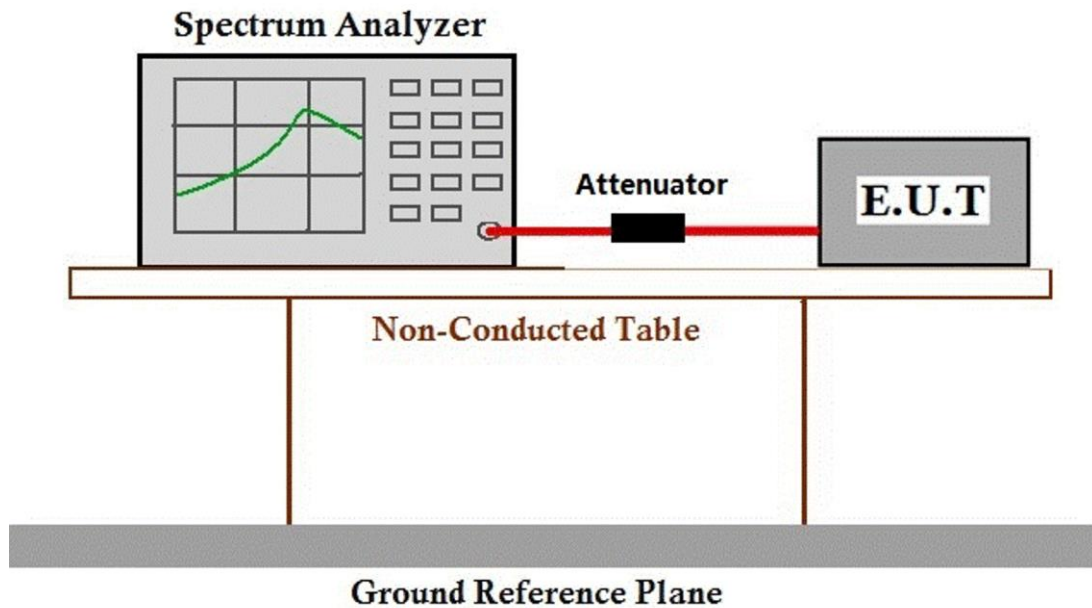 Spectrum Analyzer
Attenuator
E.U.T
Non-Conducted Table
Ground Reference Plane